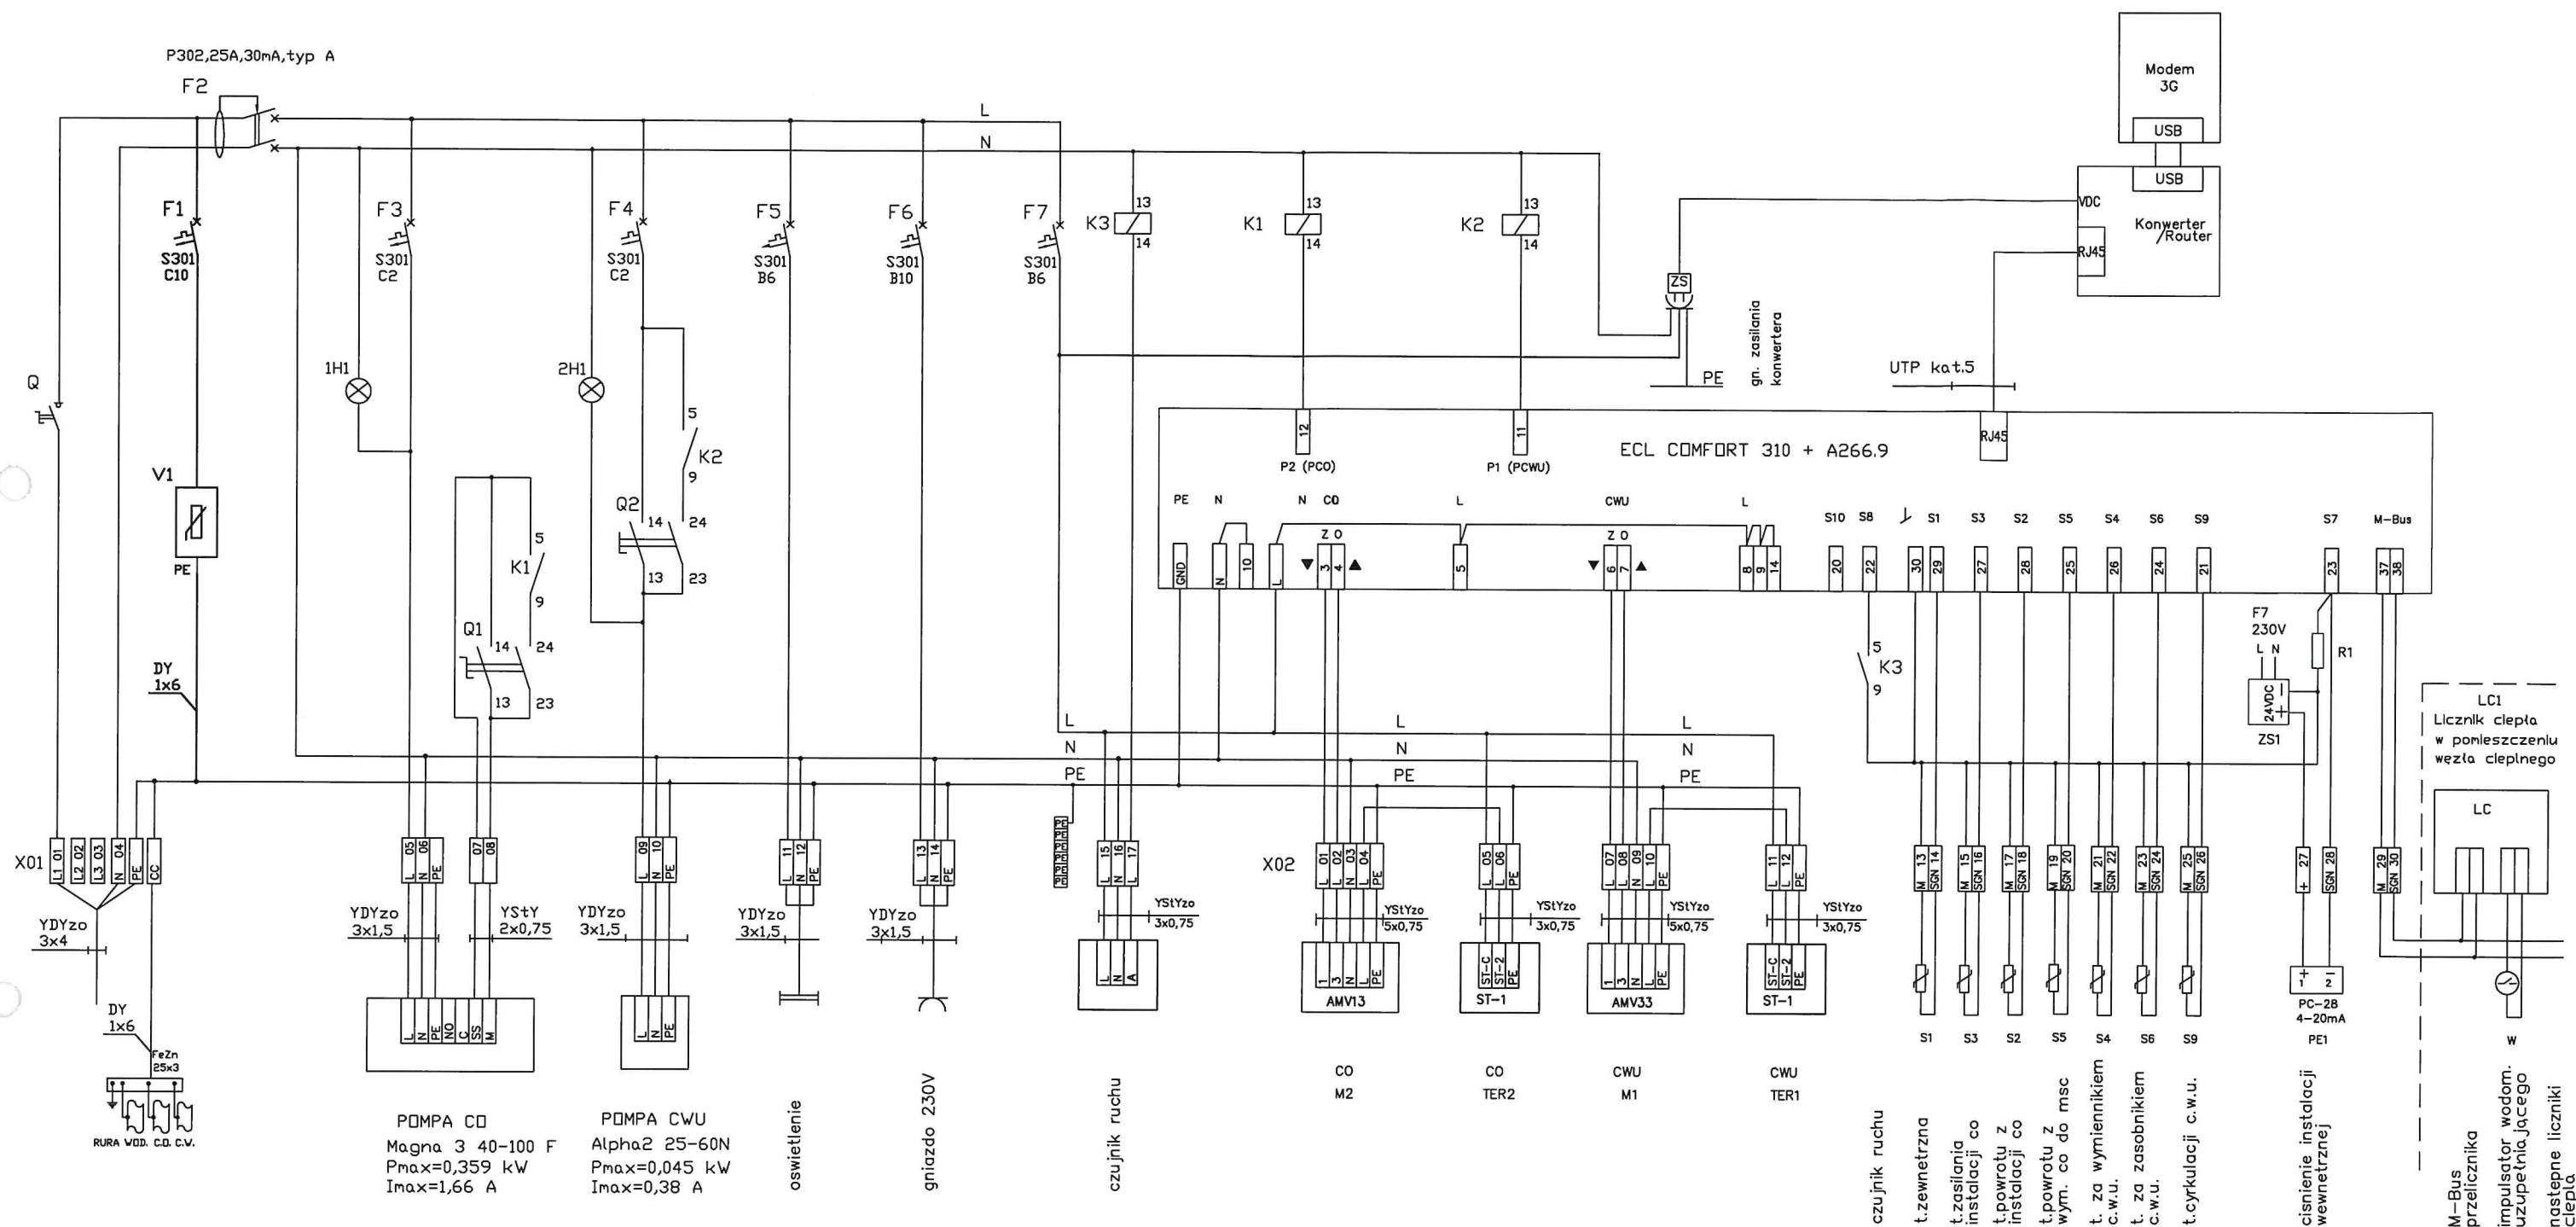 P302,25A,30mA,typ A
F2
L
N
Modem
3G
USB
USB
VDC
Konwerter
/Router
RJ45
F1
S301
C10
F3
S301
C2
F4
S301
C2
F5
S301
B6
F6
S301
B10
F7
S301
B6
K3
13
14
K1
13
14
K2
13
14
ZS
gn. zasilania
konwertera
PE
UTP kat.5
Q
1H1
2H1
V1
PE
5
K2
9
Q2
14
24
13
23
5
K1
9
Q1
14
24
13
23
DY
1x6
12
P2 (PCO)
11
P1 (PCWU)
ECL COMFORT 310 + A266.9
RJ45
PE
N
N
CO
L
CWU
L
S10
S8
S1
S3
S2
S5
S4
S6
S9
S7
M-Bus
Z O
Z O
GND
N
10
L
3
4
5
6
7
8
9
14
20
22
30
29
27
28
25
26
24
21
23
37
38
5
K3
9
F7
230V
L N
R1
24VDC
- +
ZS1
LC1
Licznik ciepła
w pomieszczeniu
węzła cieplnego
LC
L
N
PE
L
N
PE
L
N
PE
X01
L1 01
L2 02
L3 03
N 04
PE
CC
L 05
N 06
PE
07
08
L 09
N 10
PE
L 11
N 12
PE
L 13
N 14
PE
PE
PE
PE
PE
PE
PE
L 15
N 16
L 17
X02
L 01
L 02
N 03
L 04
PE
L 05
L 06
PE
L 07
L 08
N 09
L 10
PE
L 11
L 12
PE
M 13
SGN 14
M 15
SGN 16
M 17
SGN 18
M 19
SGN 20
M 21
SGN 22
M 23
SGN 24
M 25
SGN 26
+ 27
SGN 28
M 29
SGN 30
YDYzo
3x4
YDYzo
3x1,5
YStY
2x0,75
YDYzo
3x1,5
YDYzo
3x1,5
YDYzo
3x1,5
YStYzo
3x0,75
YStYzo
5x0,75
YStYzo
3x0,75
YStYzo
5x0,75
YStYzo
3x0,75
DY
1x6
FeZn
25x3
RURA WOD. C.O. C.W.
L
N
PE
NO
C
SS
M
L
N
PE
L
N
A
1
3
N
L
PE
AMV13
ST-C
ST-2
PE
ST-1
1
3
N
L
PE
AMV33
ST-C
ST-2
PE
ST-1
+ -
1 2
PC-28
4-20mA
PE1
W
S1
S3
S2
S5
S4
S6
S9
CO
M2
CO
TER2
CWU
M1
CWU
TER1
POMPA CO
Magna 3 40-100 F
Pmax=0,359 kW
Imax=1,66 A
POMPA CWU
Alpha2 25-60N
Pmax=0,045 kW
Imax=0,38 A
oswietlenie
gniazdo 230V
czujnik ruchu
czujnik ruchu
t.zewnetrzna
t.zasilania
instalacji co
t.powrotu z
instalacji co
t.powrotu z
wym. co do msc
t. za wymiennikiem
c.w.u.
t. za zasobnikiem
c.w.u.
t.cyrkulacji c.w.u.
cisnienie instalacji
wewnetrznej
M-Bus
przelicznika
impulsator wodom.
uzupełniającego
następne liczniki
ciepła